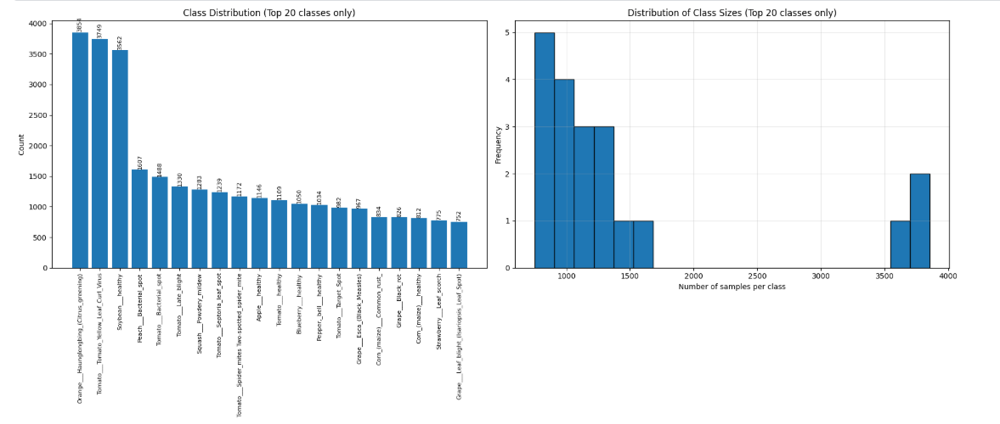 Class Distribution (Top 20 classes only)
Count
4000
3500
3000
2500
2000
1500
1000
500
0
3854
3749
3562
1607
1488
1330
1283
1239
1172
1146
1109
1050
1034
982
967
834
826
812
775
752
Orange___Haunglongbing_(Citrus_greening)
Tomato___Tomato_Yellow_Leaf_Curl_Virus
Soybean___healthy
Peach___Bacterial_spot
Tomato___Bacterial_spot
Tomato___Late_blight
Squash___Powdery_mildew
Tomato___Septoria_leaf_spot
Tomato___Spider_mites Two-spotted_spider_mite
Apple___healthy
Tomato___healthy
Blueberry___healthy
Pepper,_bell___healthy
Tomato___Target_Spot
Grape___Esca_(Black_Measles)
Corn_(maize)___Common_rust_
Grape___Black_rot
Corn_(maize)___healthy
Strawberry___Leaf_scorch
Grape___Leaf_blight_(Isariopsis_Leaf_Spot)
Distribution of Class Sizes (Top 20 classes only)
Frequency
5
4
3
2
1
0
1000
1500
2000
2500
3000
3500
4000
Number of samples per class